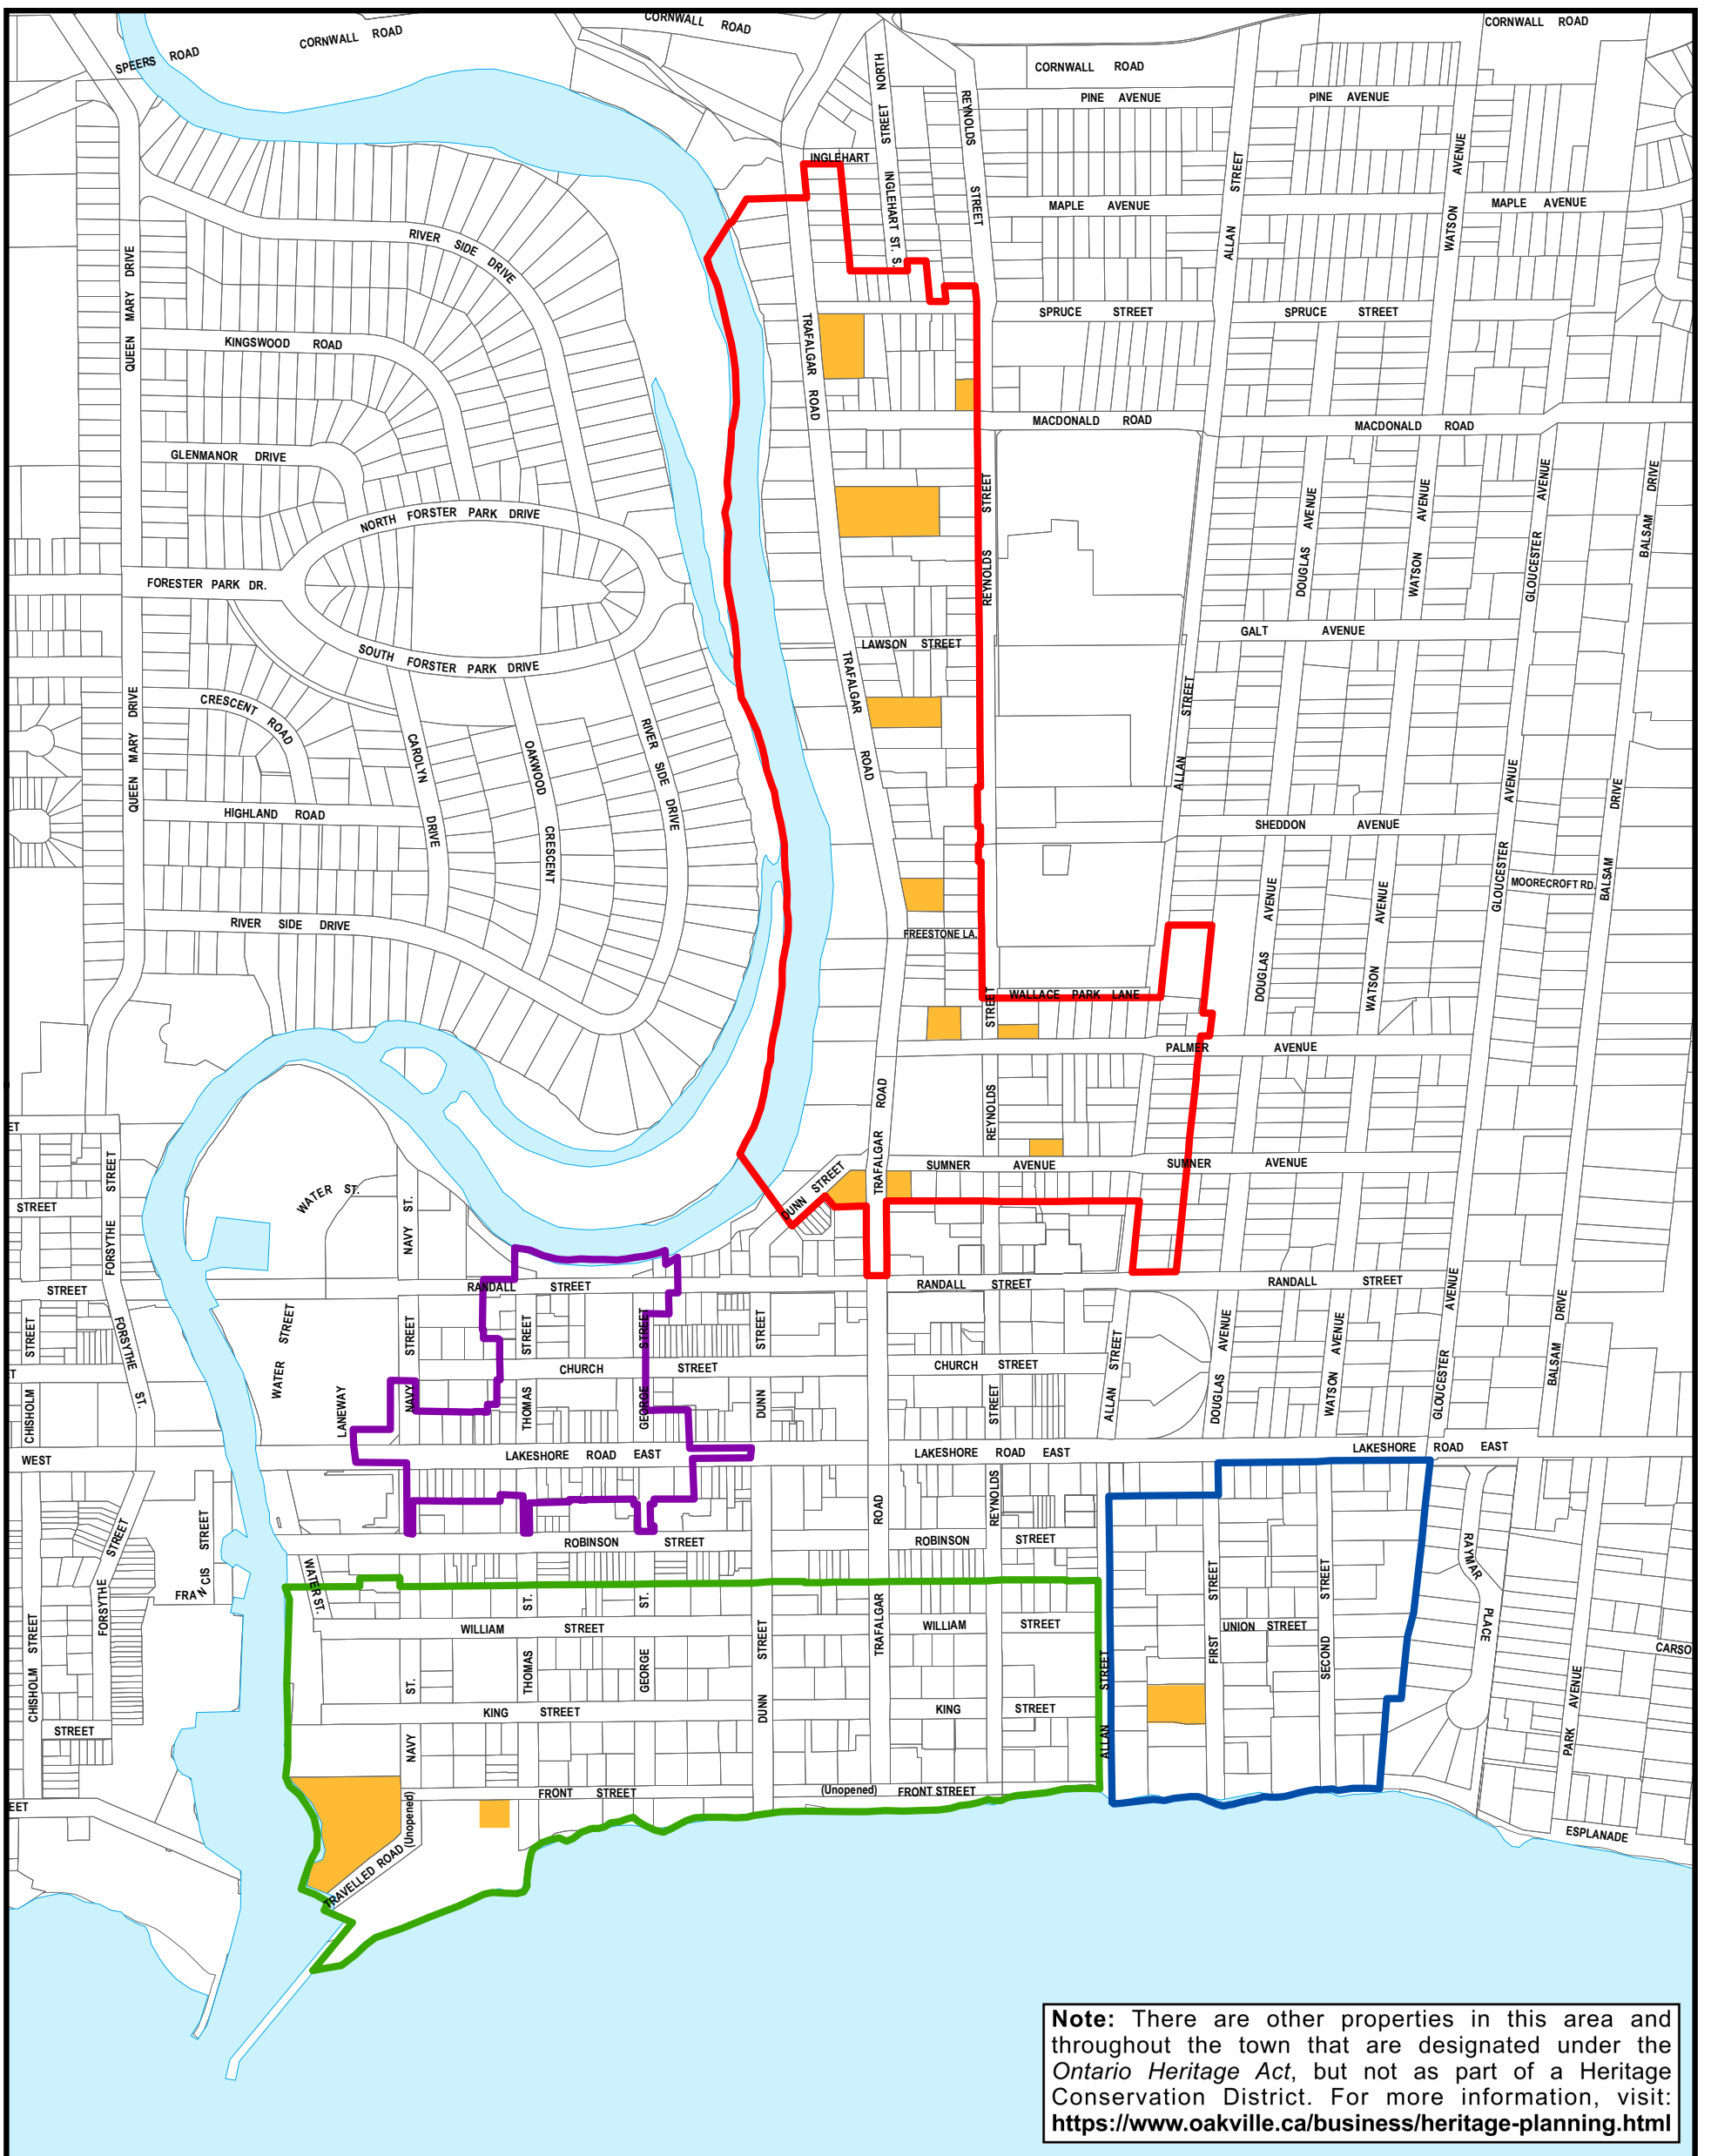 CORNWALL ROAD
CORNWALL ROAD
CORNWALL ROAD
SPEERS ROAD
CORNWALL ROAD
NORTH STREET
REYNOLDS STREET
PINE AVENUE
PINE AVENUE
INGLEHART
INGLEHART ST. S.
ALLAN STREET
WATSON AVENUE
MAPLE AVENUE
MAPLE AVENUE
RIVER SIDE DRIVE
QUEEN MARY DRIVE
KINGSWOOD ROAD
TRAFALGAR ROAD
SPRUCE STREET
SPRUCE STREET
MACDONALD ROAD
MACDONALD ROAD
GLENMANOR DRIVE
NORTH FORSTER PARK DRIVE
REYNOLDS STREET
DOUGLAS AVENUE
WATSON AVENUE
GLOUCESTER AVENUE
BALSAM DRIVE
FORESTER PARK DR.
LAWSON STREET
GALT AVENUE
SOUTH FORSTER PARK DRIVE
CRESCENT ROAD
QUEEN MARY DRIVE
CAROLYN DRIVE
OAKWOOD CRESCENT
RIVER SIDE DRIVE
TRAFALGAR ROAD
ALLAN STREET
GLOUCESTER AVENUE
BALSAM DRIVE
HIGHLAND ROAD
SHEDDON AVENUE
MOORECROFT RD.
RIVER SIDE DRIVE
FREESTONE LA.
DOUGLAS AVENUE
WATSON AVENUE
WALLACE PARK LANE
REYNOLDS STREET
PALMER AVENUE
TRAFALGAR ROAD
ET
FORSYTHE STREET
STREET
WATER ST.
NAVY ST.
DUNN STREET
SUMNER AVENUE
SUMNER AVENUE
STREET
RANDALL STREET
RANDALL STREET
RANDALL STREET
STREET
CHISHOLM
FORSYTHE ST.
WATER STREET
LANEWAY
NAVY STREET
THOMAS STREET
GEORGE STREET
DUNN STREET
T
CHURCH STREET
CHURCH STREET
STREET
ALLAN STREET
DOUGLAS AVENUE
WATSON AVENUE
GLOUCESTER AVENUE
BALSAM DRIVE
WEST
LAKESHORE ROAD EAST
LAKESHORE ROAD EAST
LAKESHORE ROAD EAST
CHISHOLM STREET
FORSYTHE STREET
FRANCIS STREET
WATER ST.
ROBINSON STREET
ROBINSON STREET
ROAD
REYNOLDS
RAYMAR PLACE
ST.
ST.
WILLIAM STREET
WILLIAM STREET
UNION STREET
TRAFALGAR
CARSO
NAVY ST.
THOMAS
GEORGE
DUNN STREET
ALLAN STREET
FIRST STREET
SECOND STREET
PARK AVENUE
STREET
KING STREET
KING STREET
EET
FRONT STREET
(Unopened) FRONT STREET
TRAVELLED ROAD (Unopened)
ESPLANADE
Note: There are other properties in this area and
throughout the town that are designated under the
Ontario Heritage Act, but not as part of a Heritage
Conservation District. For more information, visit:
https://www.oakville.ca/business/heritage-planning.html